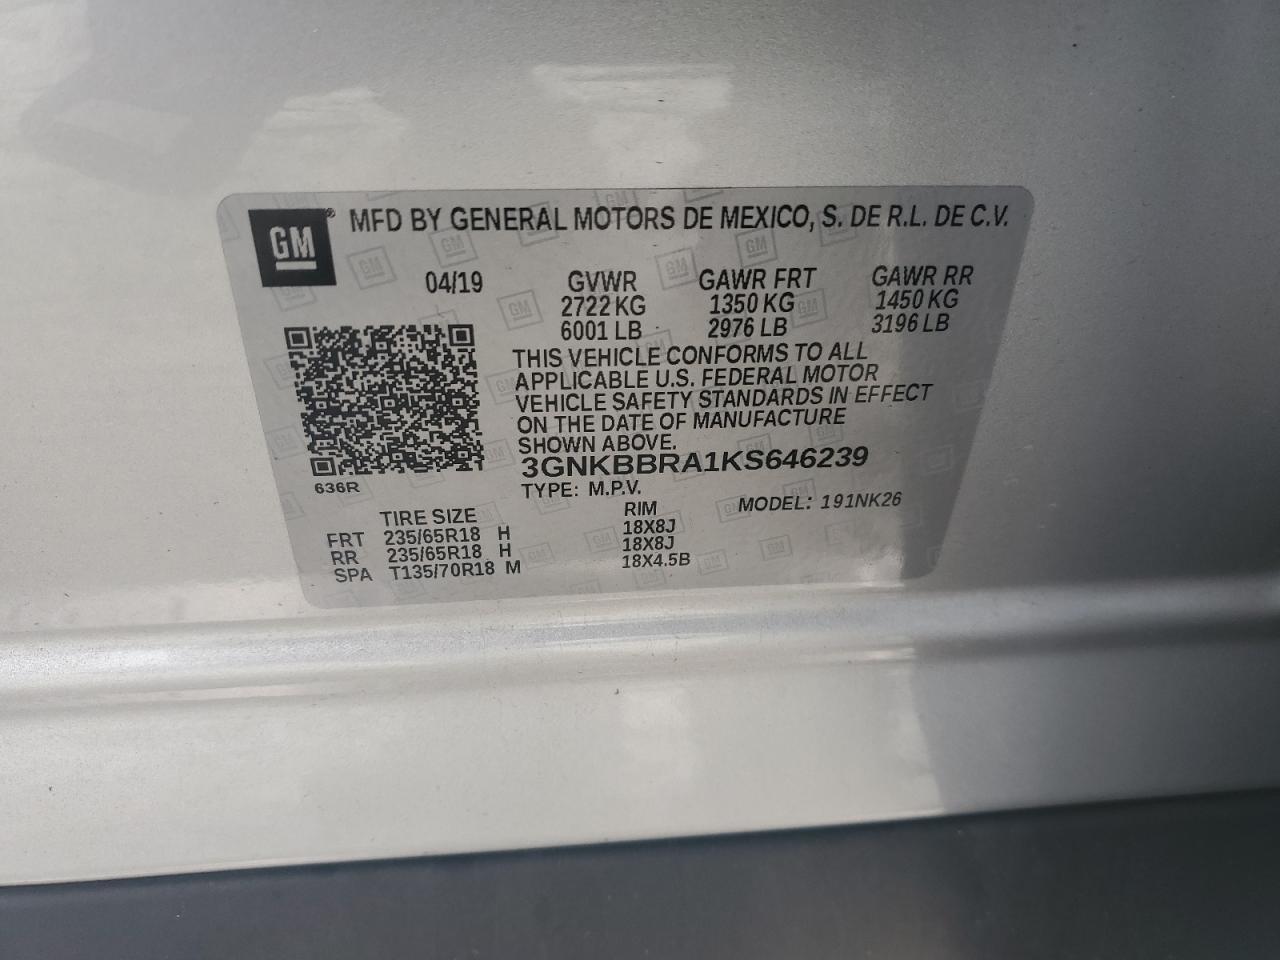 GM® MFD BY GENERAL MOTORS DE MEXICO, S. DE R.L. DE C.V.
04/19 GVWR GAWR FRT GAWR RR
2722 KG 1350 KG 1450 KG
6001 LB 2976 LB 3196 LB
THIS VEHICLE CONFORMS TO ALL
APPLICABLE U.S. FEDERAL MOTOR
VEHICLE SAFETY STANDARDS IN EFFECT
ON THE DATE OF MANUFACTURE
SHOWN ABOVE.
3GNKBBRA1KS646239
636R
TYPE: M.P.V. MODEL: 191NK26
TIRE SIZE RIM
FRT 235/65R18 H 18X8J
RR 235/65R18 H 18X8J
SPA T135/70R18 M 18X4.5B